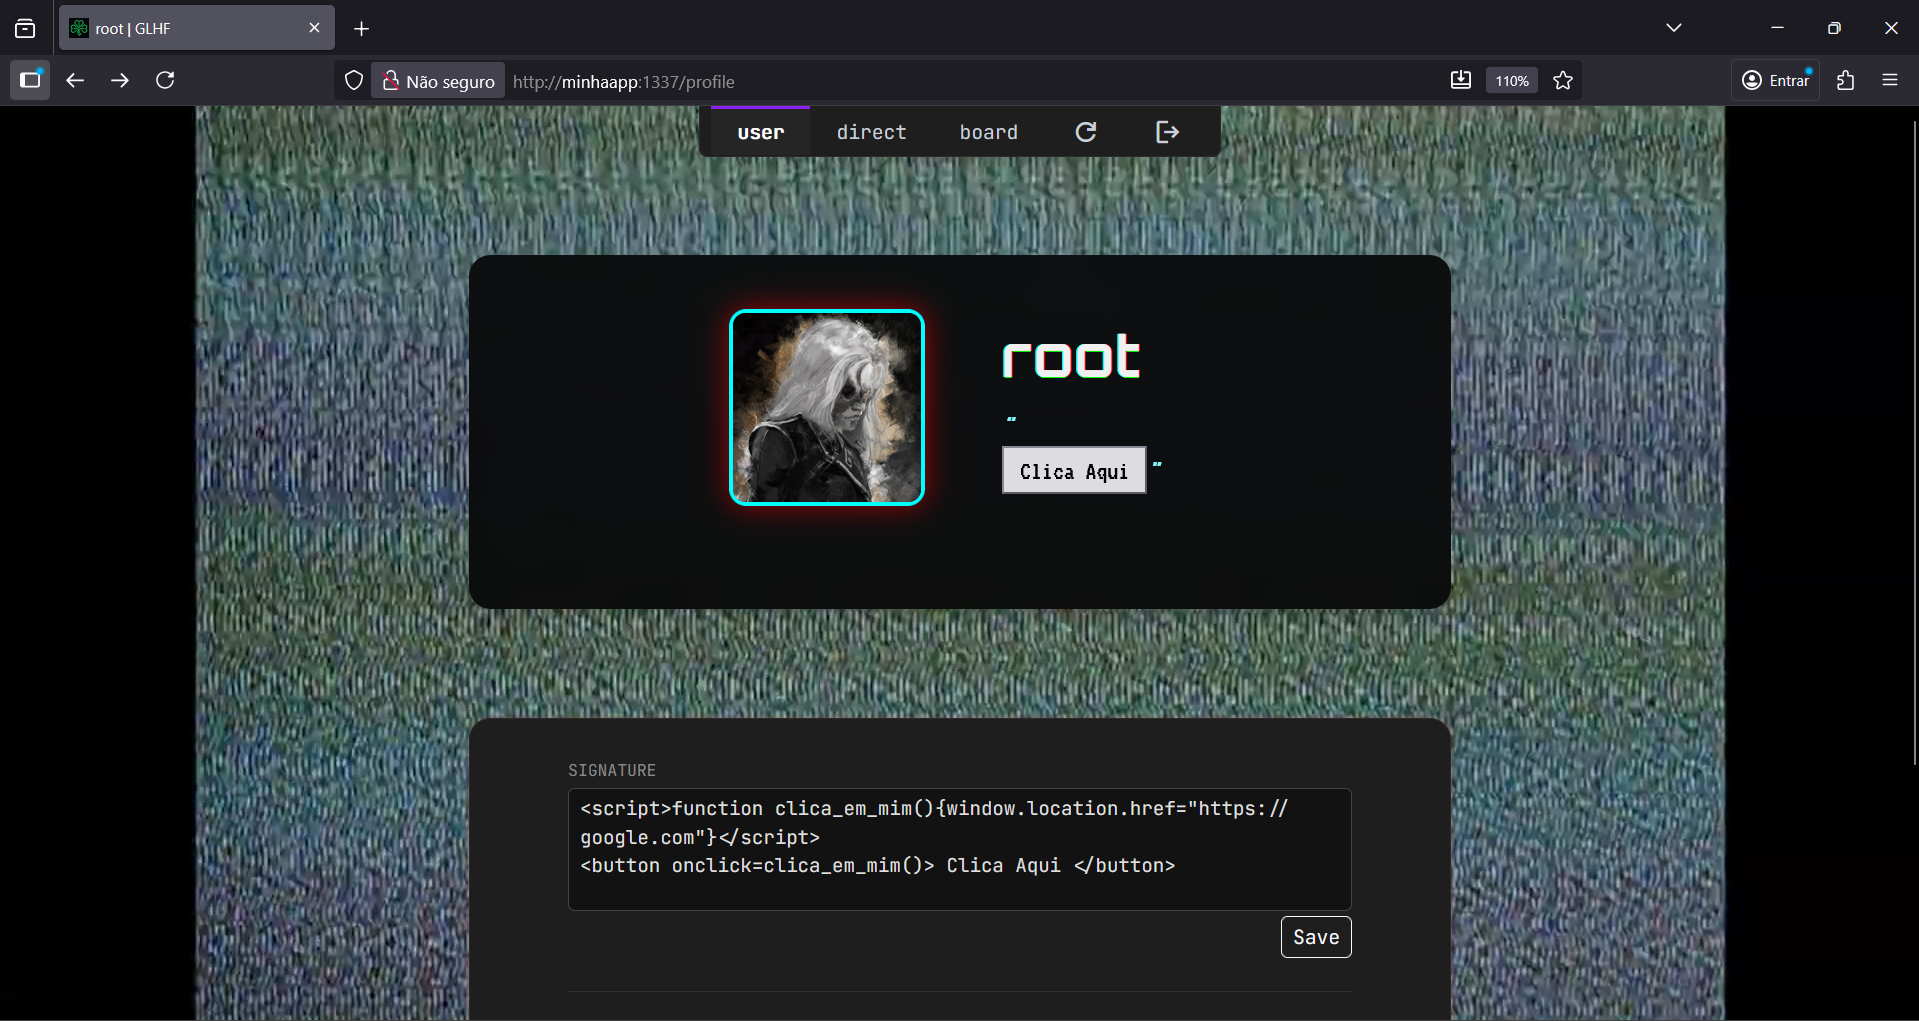 root | GLHF
Não seguro
http://minhaapp:1337/profile
110%
Entrar
user
direct
board
root
"
Clica Aqui "
SIGNATURE
<script>function clica_em_mim(){window.location.href="https://
google.com"}</script>
<button onclick=clica_em_mim()> Clica Aqui </button>
Save